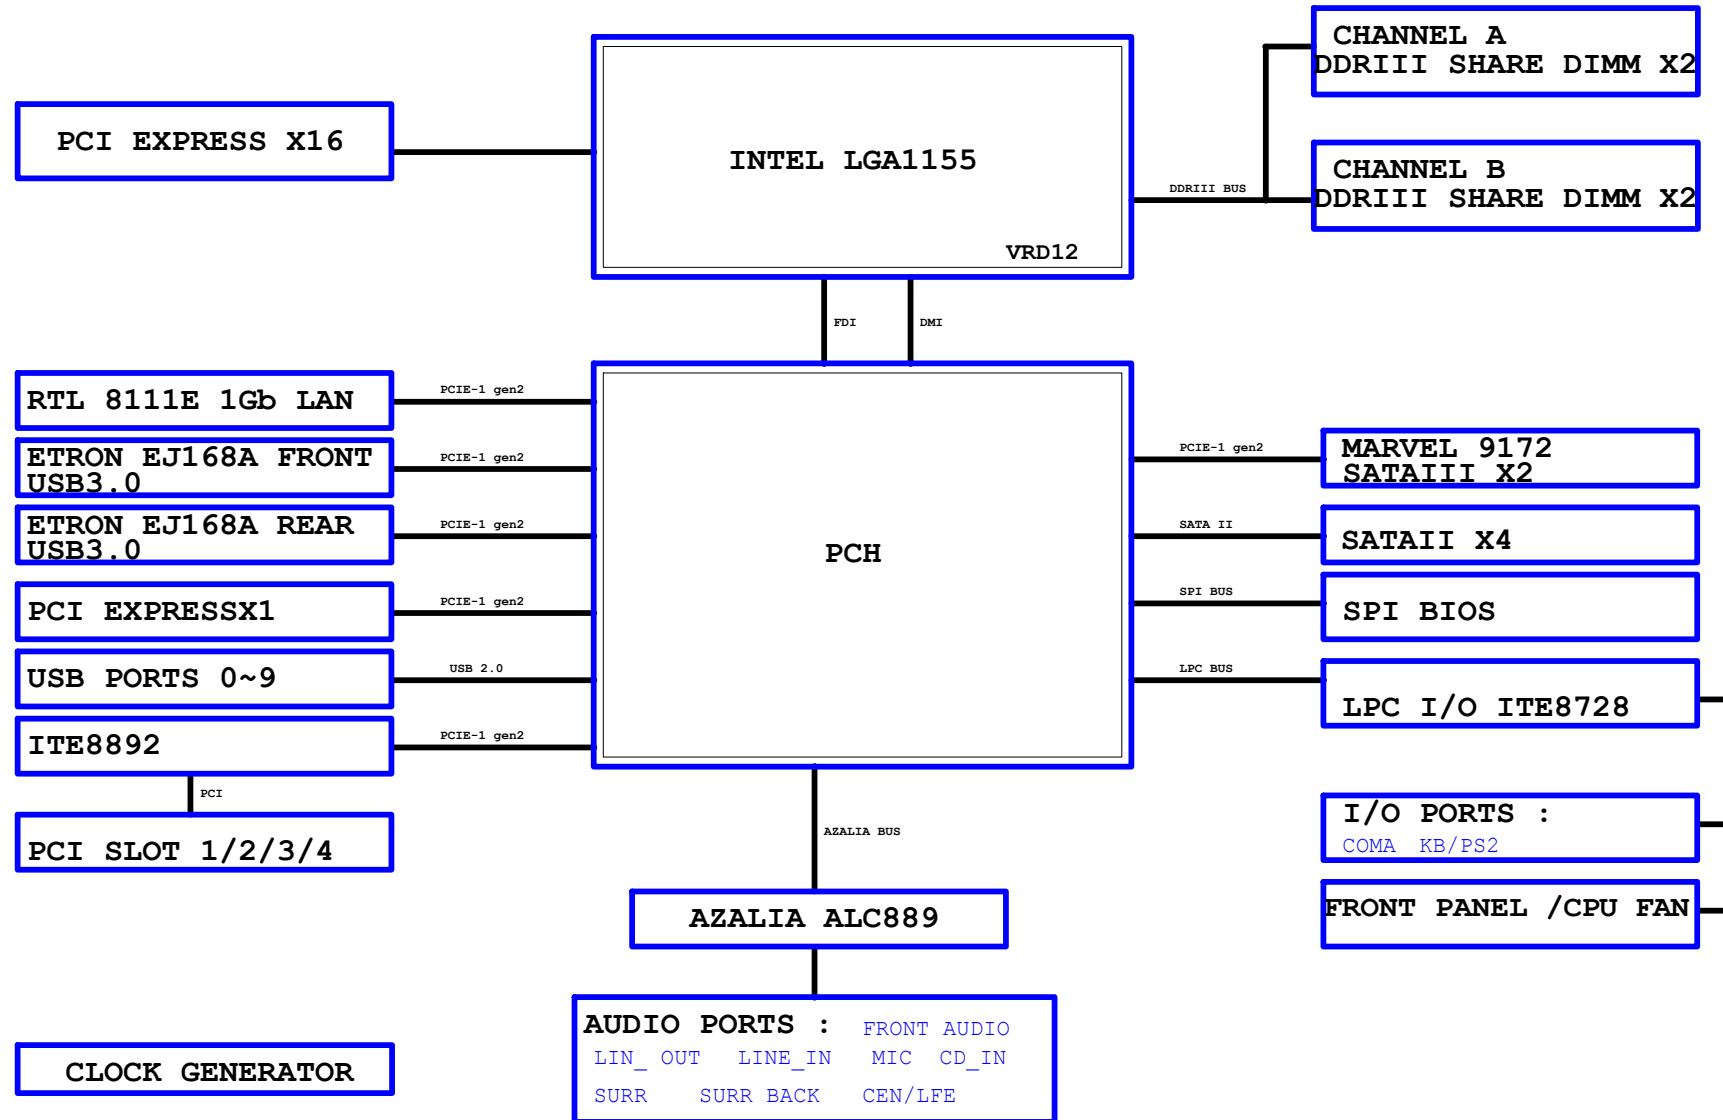 CHANNEL A
DDRIII SHARE DIMM X2
PCI EXPRESS X16
INTEL LGA1155
VRD12
DDRIII BUS
CHANNEL B
DDRIII SHARE DIMM X2
FDI
DMI
RTL 8111E 1Gb LAN
PCIE-1 gen2
ETRON EJ168A FRONT
USB3.0
PCIE-1 gen2
ETRON EJ168A REAR
USB3.0
PCIE-1 gen2
PCI EXPRESSX1
PCIE-1 gen2
USB PORTS 0~9
USB 2.0
ITE8892
PCIE-1 gen2
PCI
PCI SLOT 1/2/3/4
PCH
PCIE-1 gen2
MARVEL 9172
SATAIII X2
SATA II
SATAII X4
SPI BUS
SPI BIOS
LPC BUS
LPC I/O ITE8728
I/O PORTS :
COMA KB/PS2
FRONT PANEL /CPU FAN
AZALIA BUS
AZALIA ALC889
AUDIO PORTS : FRONT AUDIO
LIN_ OUT LINE_IN MIC CD_IN
SURR SURR BACK CEN/LFE
CLOCK GENERATOR